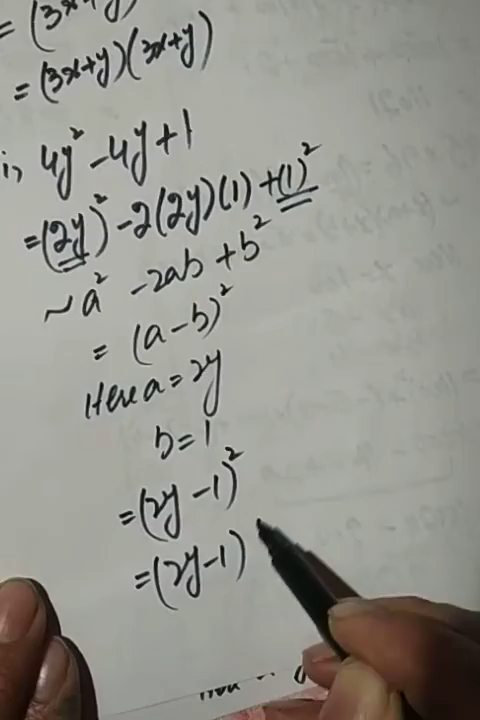 = (3x+y)
= (3x+y)(3x+y)
i, 4y² - 4y + 1
= (2y)² - 2(2y)(1) + (1)²
~ a² - 2ab + b²
= (a - b)²
Here a = 2y
b = 1
= (2y - 1)²
= (2y - 1)